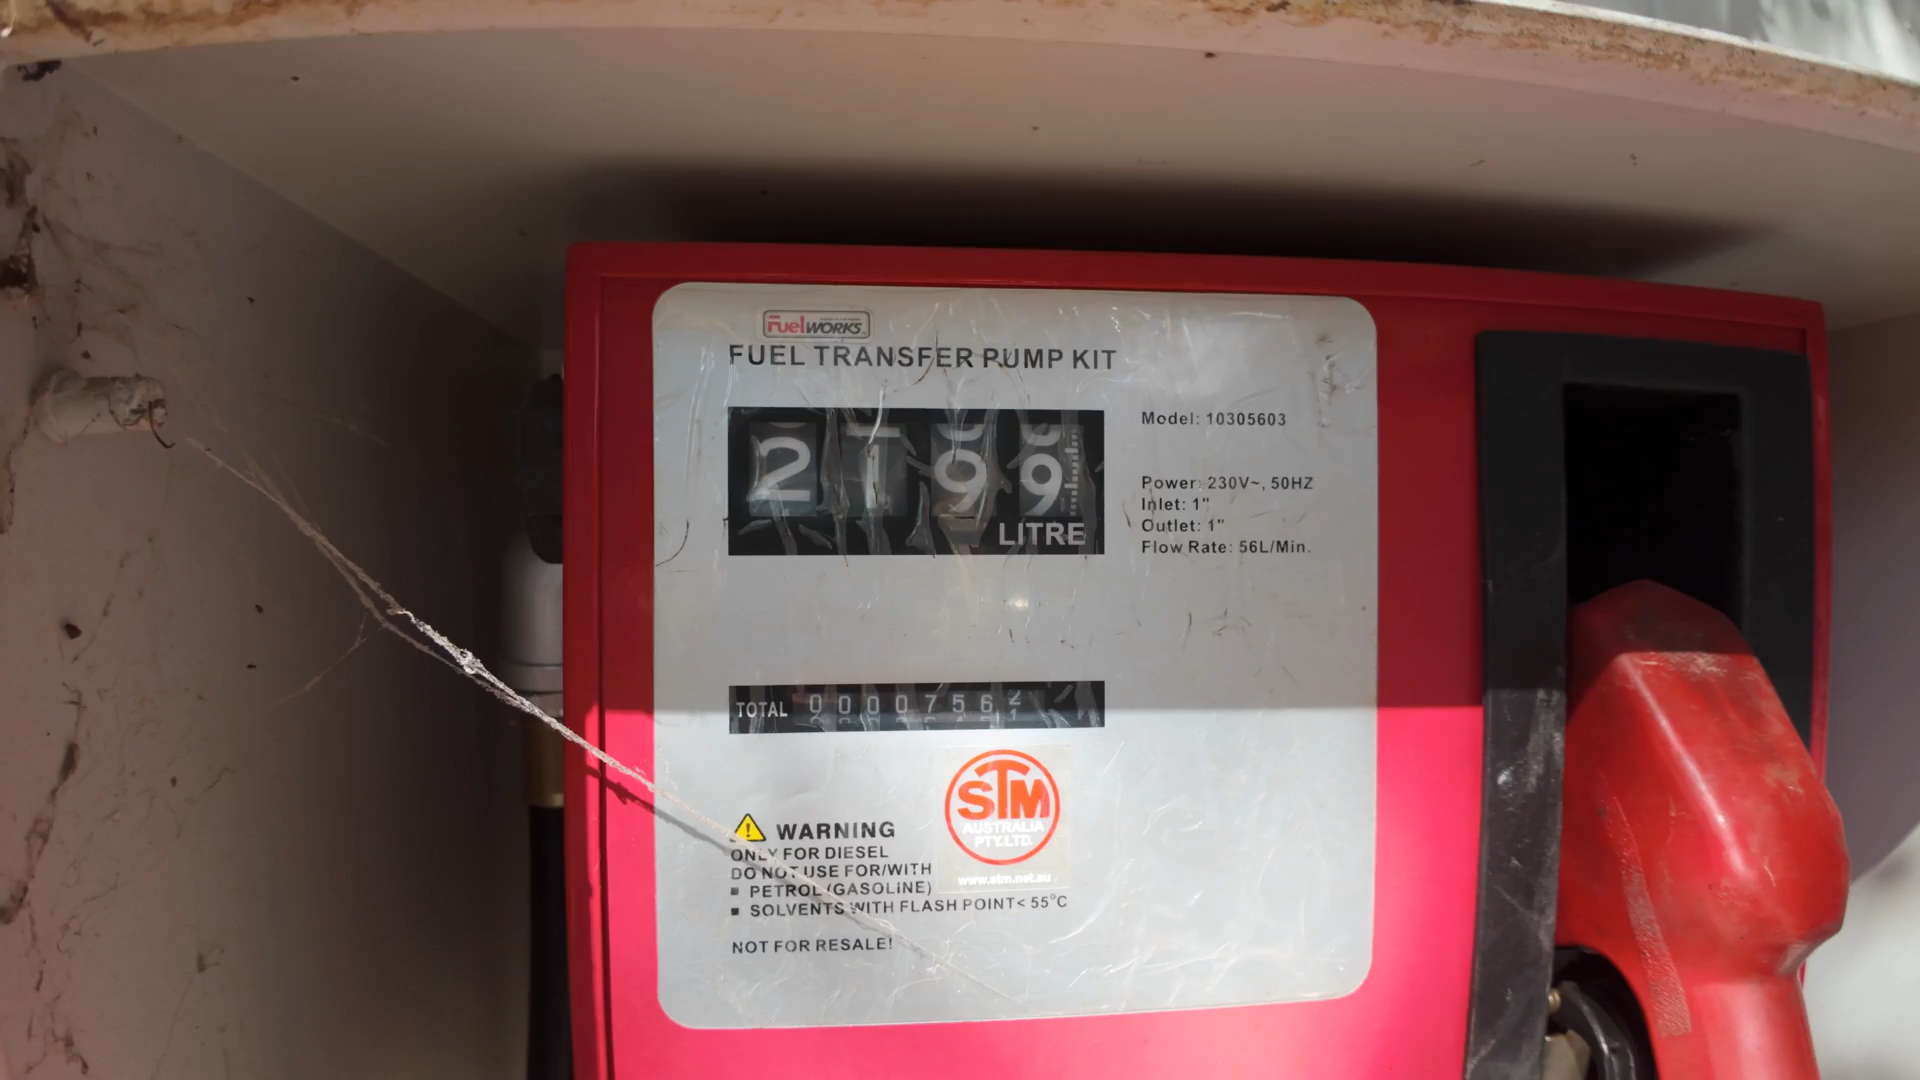 FuelWORKS
FUEL TRANSFER PUMP KIT
2199
LITRE
Model: 10305603
Power: 230V~, 50HZ
Inlet: 1"
Outlet: 1"
Flow Rate: 56L/Min.
TOTAL 00007562
STM
AUSTRALIA
PTY.LTD.
www.stm.net.au
WARNING
ONLY FOR DIESEL
DO NOT USE FOR/WITH
▪ PETROL (GASOLINE)
▪ SOLVENTS WITH FLASH POINT< 55°C
NOT FOR RESALE!